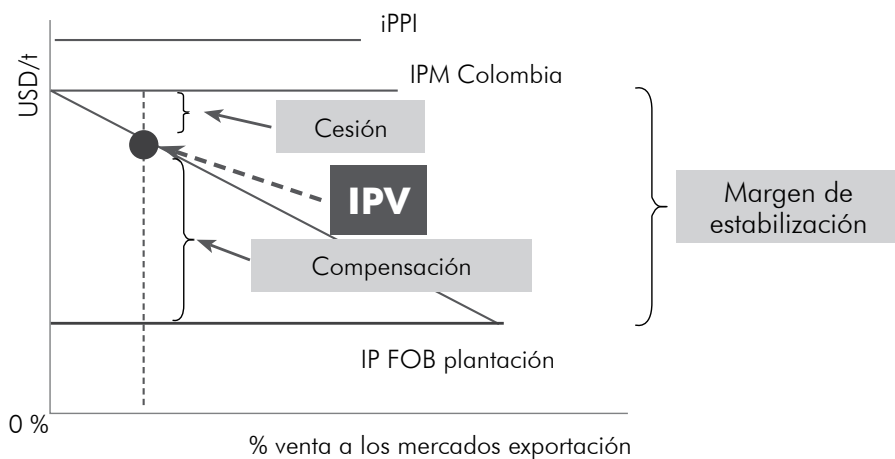 iPPI
USD/t
IPM Colombia
Cesión
IPV
Margen de
estabilización
Compensación
IP FOB plantación
0 %
% venta a los mercados exportación